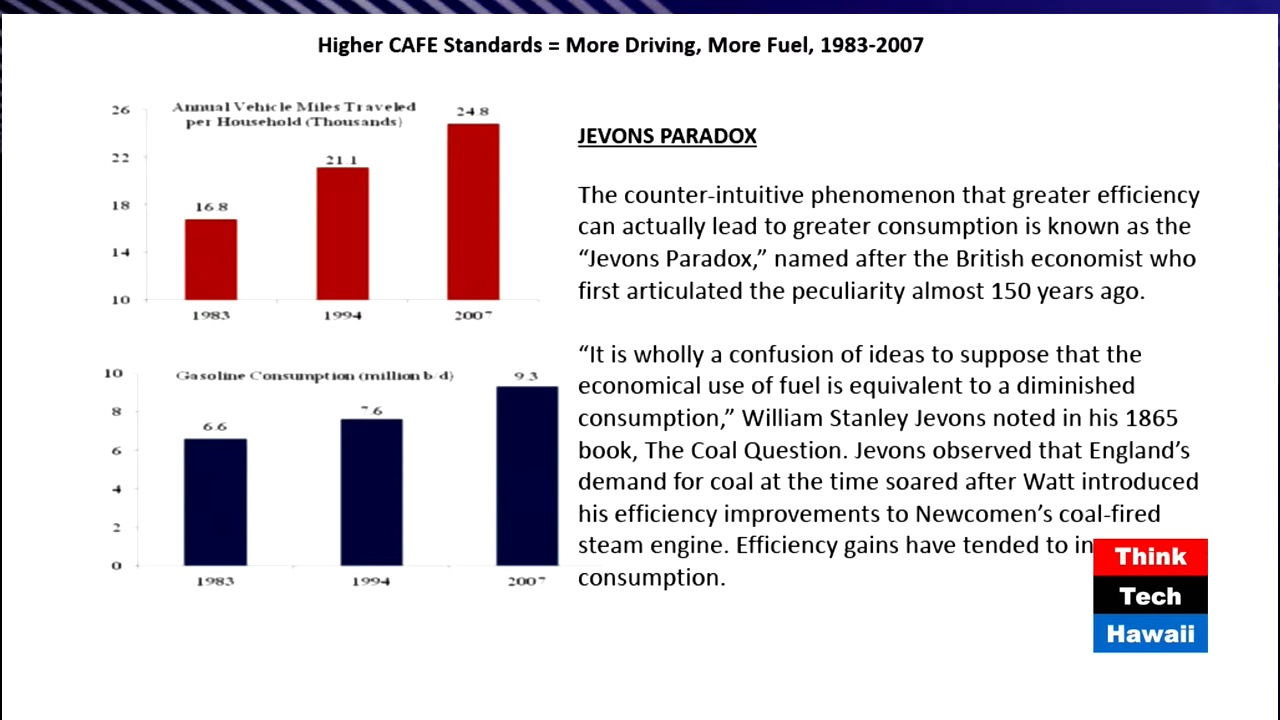 Higher CAFE Standards = More Driving, More Fuel, 1983-2007
Annual Vehicle Miles Traveled
per Household (Thousands)
26
22
18
14
10
16.8
21.1
24.8
1983
1994
2007
Gasoline Consumption (million b/d)
10
8
6
4
2
0
6.6
7.6
9.3
1983
1994
2007
JEVONS PARADOX
The counter-intuitive phenomenon that greater efficiency
can actually lead to greater consumption is known as the
“Jevons Paradox,” named after the British economist who
first articulated the peculiarity almost 150 years ago.
“It is wholly a confusion of ideas to suppose that the
economical use of fuel is equivalent to a diminished
consumption,” William Stanley Jevons noted in his 1865
book, The Coal Question. Jevons observed that England’s
demand for coal at the time soared after Watt introduced
his efficiency improvements to Newcomen’s coal-fired
steam engine. Efficiency gains have tended to in
consumption.
Think
Tech
Hawaii